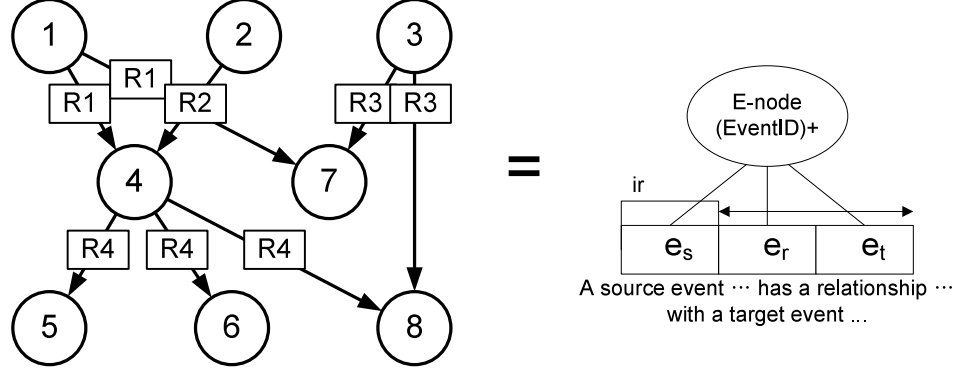 1
2
3
R1
R1
R2
R3
R3
4
7
R4
R4
R4
5
6
8
=
E-node
(EventID)+
ir
es
er
et
A source event ⋯ has a relationship ⋯
with a target event ...